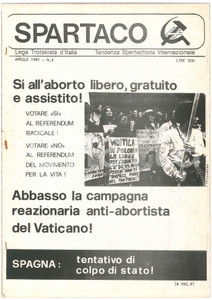 SPARTACO
Lega Trotskista d'Italia
Tendenza Spartachista Internazionale
APRILE 1981 - N.4
LIRE 300
Sí all'aborto libero, gratuito
e assistito!
VOTARE «SI»
AL REFERENDUM
RADICALE !
VOTARE «NO»
AL REFERENDUM
DEL MOVIMENTO
PER LA VITA !
Abbasso la campagna
reazionaria anti-abortista
del Vaticano!
SPAGNA: tentativo di
colpo di stato!